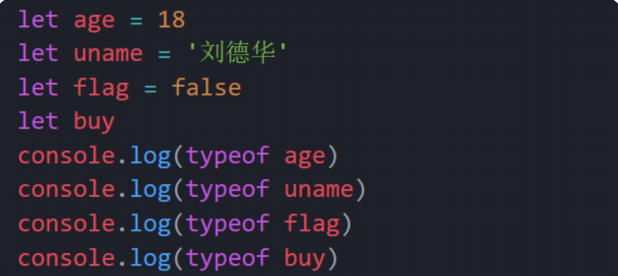 let age = 18
let uname = '刘德华'
let flag = false
let buy
console.log(typeof age)
console.log(typeof uname)
console.log(typeof flag)
console.log(typeof buy)